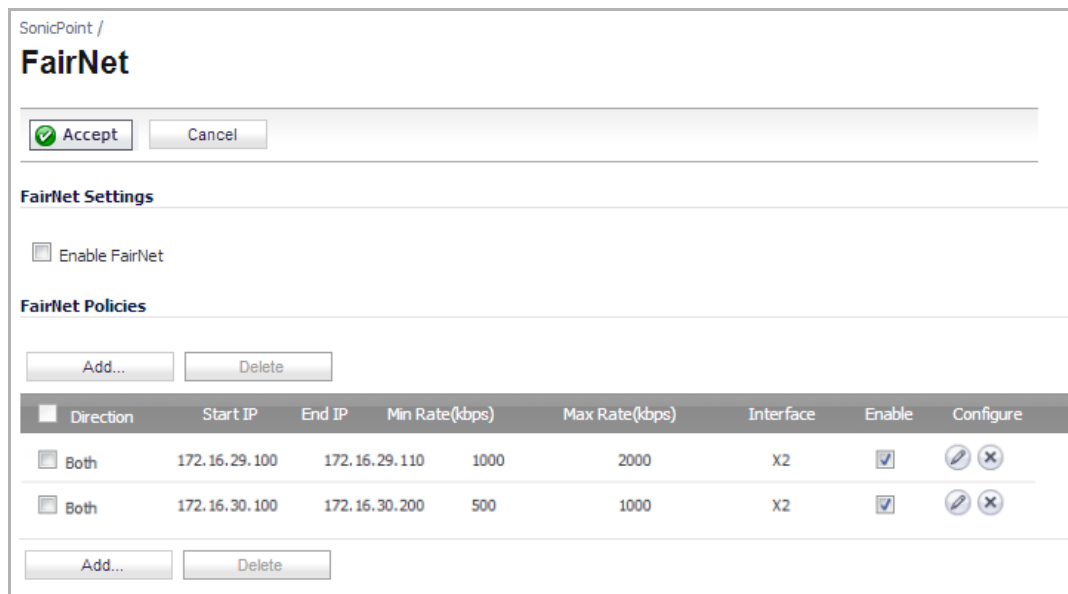 SonicPoint /
FairNet
Accept Cancel
FairNet Settings
Enable FairNet
FairNet Policies
Add... Delete
Direction Start IP End IP Min Rate(kbps) Max Rate(kbps) Interface Enable Configure
Both 172.16.29.100 172.16.29.110 1000 2000 X2
Both 172.16.30.100 172.16.30.200 500 1000 X2
Add... Delete